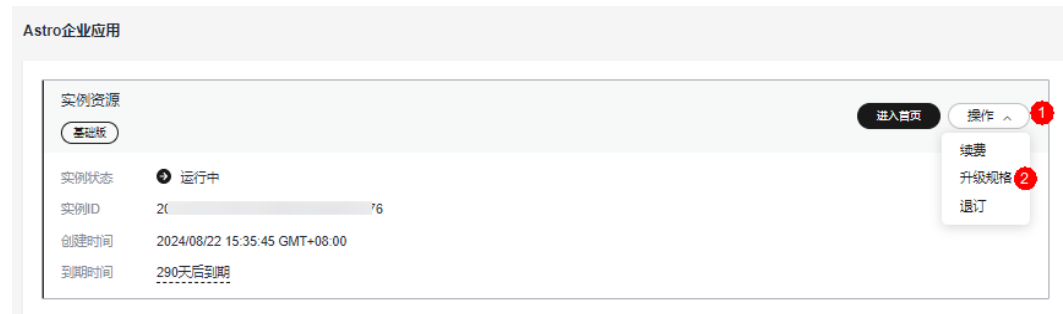 Astro企业应用
实例资源
基础版
进入首页
操作
1
续费
升级规格
2
退订
实例状态
运行中
实例ID
20
76
创建时间
2024/08/22 15:35:45 GMT+08:00
到期时间
290天后到期